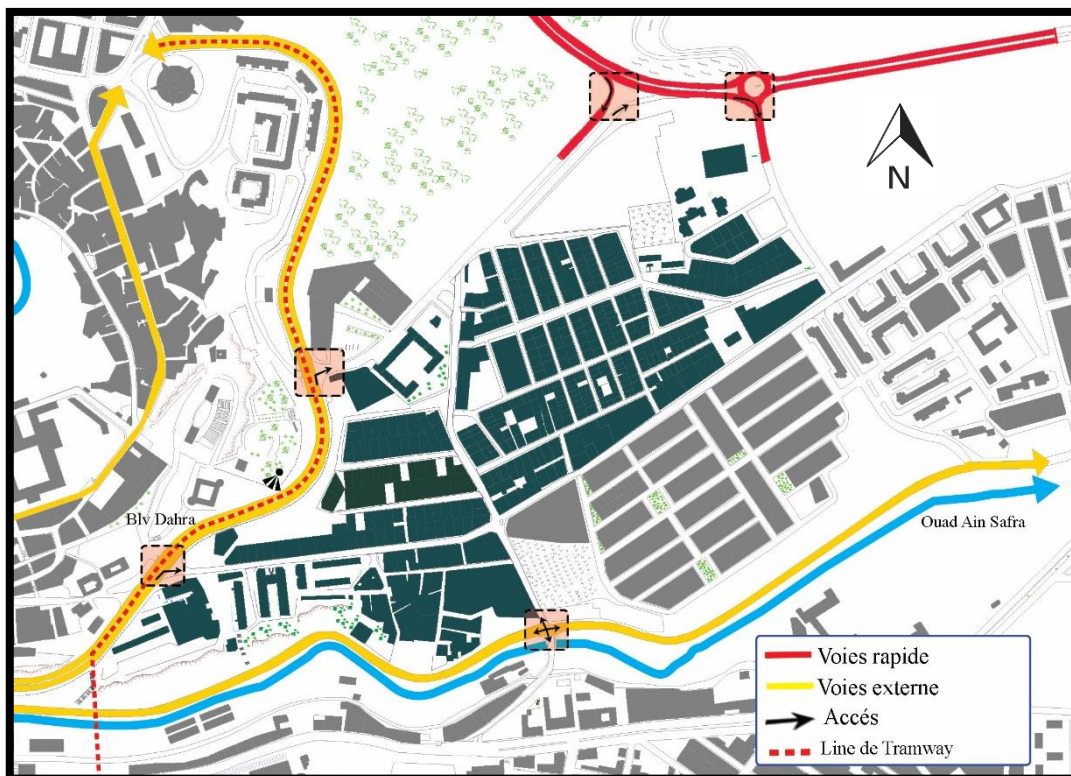 N
Blv Dahra
Ouad Ain Safra
Voies rapide
Voies externe
Accés
Line de Tramway